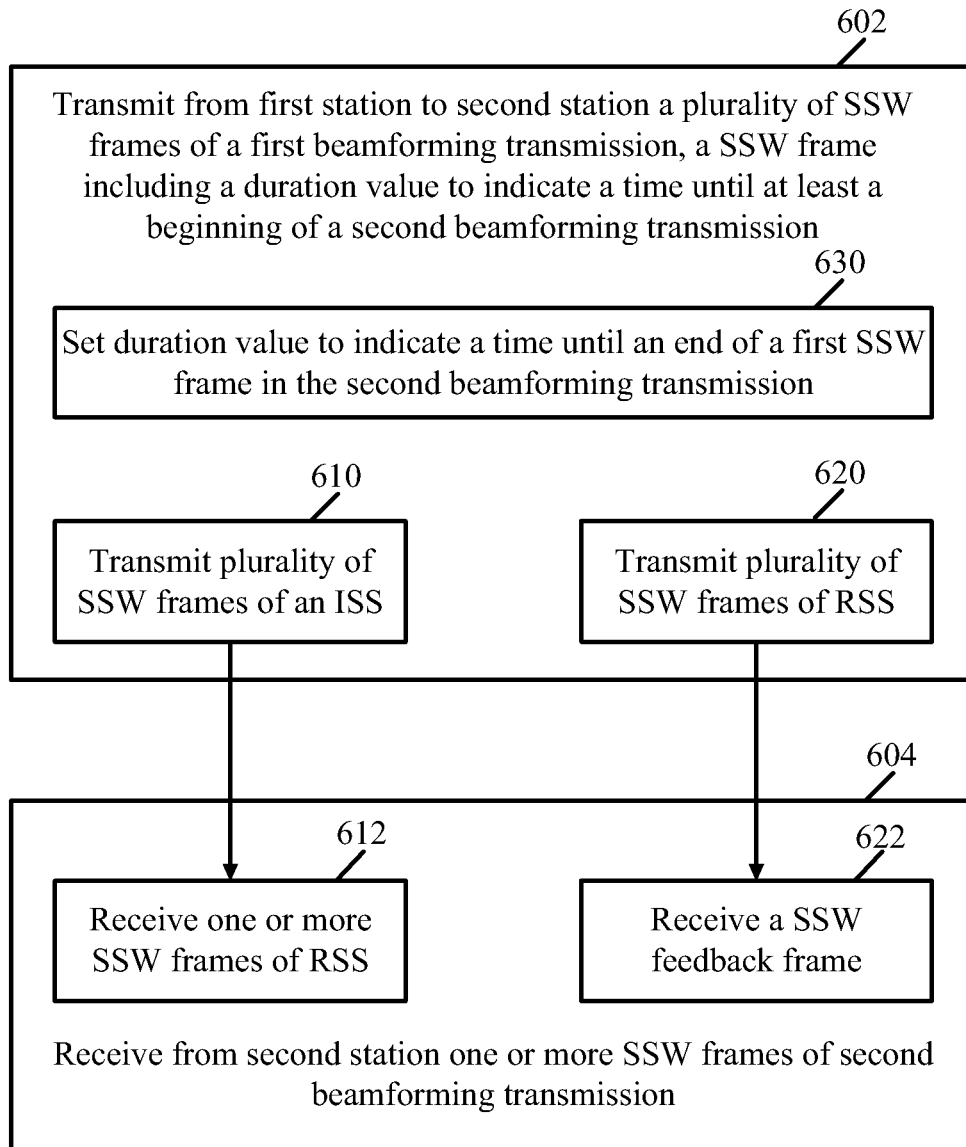 602
Transmit from first station to second station a plurality of SSW
frames of a first beamforming transmission, a SSW frame
including a duration value to indicate a time until at least a
beginning of a second beamforming transmission
630
Set duration value to indicate a time until an end of a first SSW
frame in the second beamforming transmission
610
Transmit plurality of
SSW frames of an ISS
620
Transmit plurality of
SSW frames of RSS
604
612
Receive one or more
SSW frames of RSS
622
Receive a SSW
feedback frame
Receive from second station one or more SSW frames of second
beamforming transmission